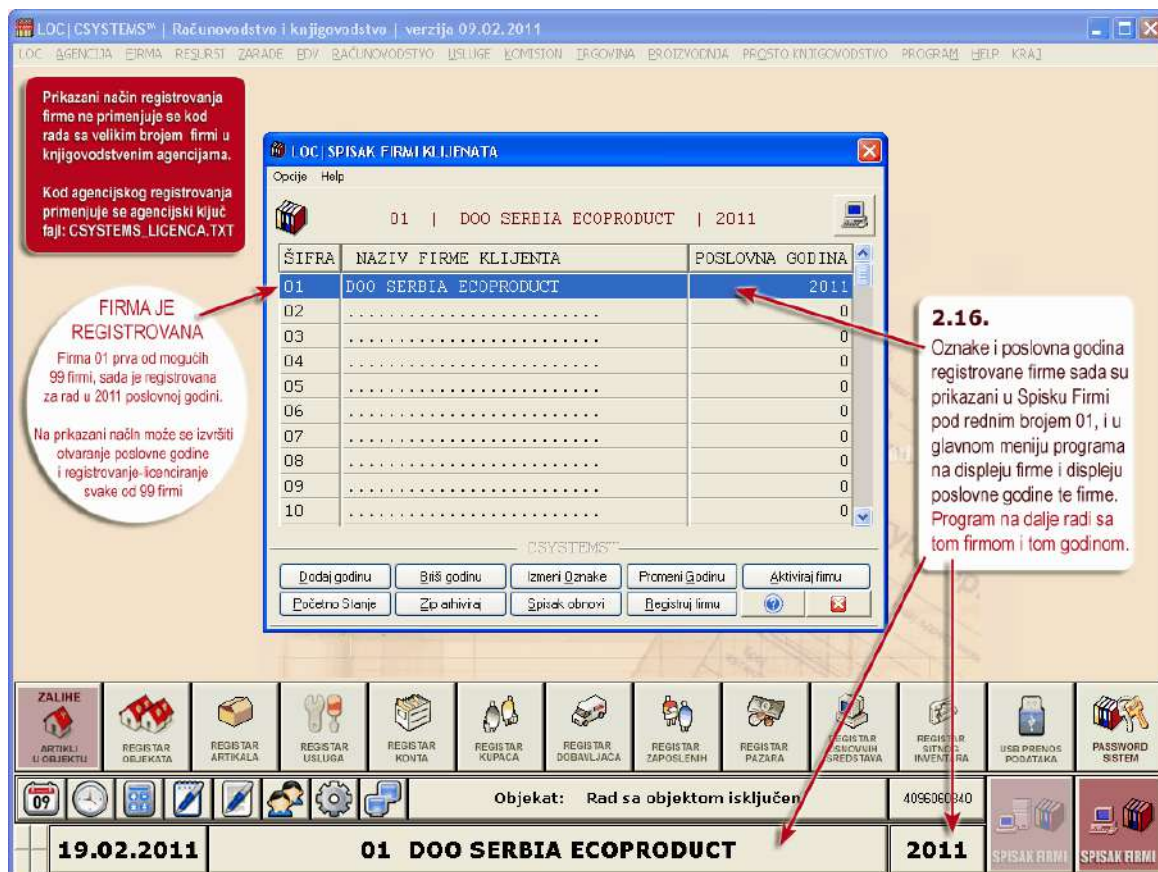 LOC | CSYSTEMS™ | Računovodstvo i knjigovodstvo | verzija 09.02.2011
LOC AGENCIJA FIRMA RESURSI ZARADE PDV RAČUNOVODSTVO USLUGE KOMISION TRGOVINA PROIZVODNJA PROSTO KNJIGOVODSTVO PROGRAM HELP KRAJ
Prikazani način registrovanja
firme ne primenjuje se kod
rada sa velikim brojem firmi u
knjigovodstvenim agencijama.
Kod agencijskog registrovanja
primenjuje se agencijski ključ
fajl: CSYSTEMS_LICENCA.TXT
FIRMA JE
REGISTROVANA
Firma 01 prva od mogućih
99 firmi, sada je registrovana
za rad u 2011 poslovnoj godini.
Na prikazani način može se izvršiti
otvaranje poslovne godine
i registrovanje-licenciranje
svake od 99 firmi
LOC | SPISAK FIRMI KLIJENATA
Opcije Help
01 | DOO SERBIA ECOPRODUCT | 2011
ŠIFRA NAZIV FIRME KLIJENTA POSLOVNA GODINA
01 DOO SERBIA ECOPRODUCT 2011
02 .......................... 0
03 .......................... 0
04 .......................... 0
05 .......................... 0
06 .......................... 0
07 .......................... 0
08 .......................... 0
09 .......................... 0
10 .......................... 0
CSYSTEMS™
Dodaj godinu Briši godinu Izmeni Oznake Promeni Godinu Aktiviraj firmu
Početno Stanje Zip arhiviraj Spisak obnovi Registruj firmu
2.16.
Oznake i poslovna godina
registrovane firme sada su
prikazani u Spisku Firmi
pod rednim brojem 01, i u
glavnom meniju programa
na displeju firme i displeju
poslovne godine te firme.
Program na dalje radi sa
tom firmom i tom godinom.
ZALIHE
ARTIKLI
U OBJEKTU
REGISTAR
OBJEKATA
REGISTAR
ARTIKALA
REGISTAR
USLUGA
REGISTAR
KONTA
REGISTAR
KUPACA
REGISTAR
DOBAVLJAČA
REGISTAR
ZAPOSLENIH
REGISTAR
PAZARA
REGISTAR
OSNOVNIH
SREDSTAVA
REGISTAR
SITNOG
INVENTARA
USB PRENOS
PODATAKA
PASSWORD
SISTEM
09
Objekat: Rad sa objektom isključen
19.02.2011 01 DOO SERBIA ECOPRODUCT 2011
SPISAK FIRMI
SPISAK FIRMI